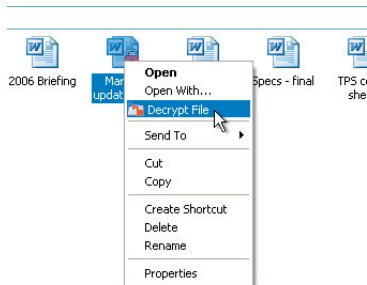 2006 Briefing
Mar
updat
Specs - final
TPS co
she
Open
Open With...
Decrypt File
Send To
Cut
Copy
Create Shortcut
Delete
Rename
Properties